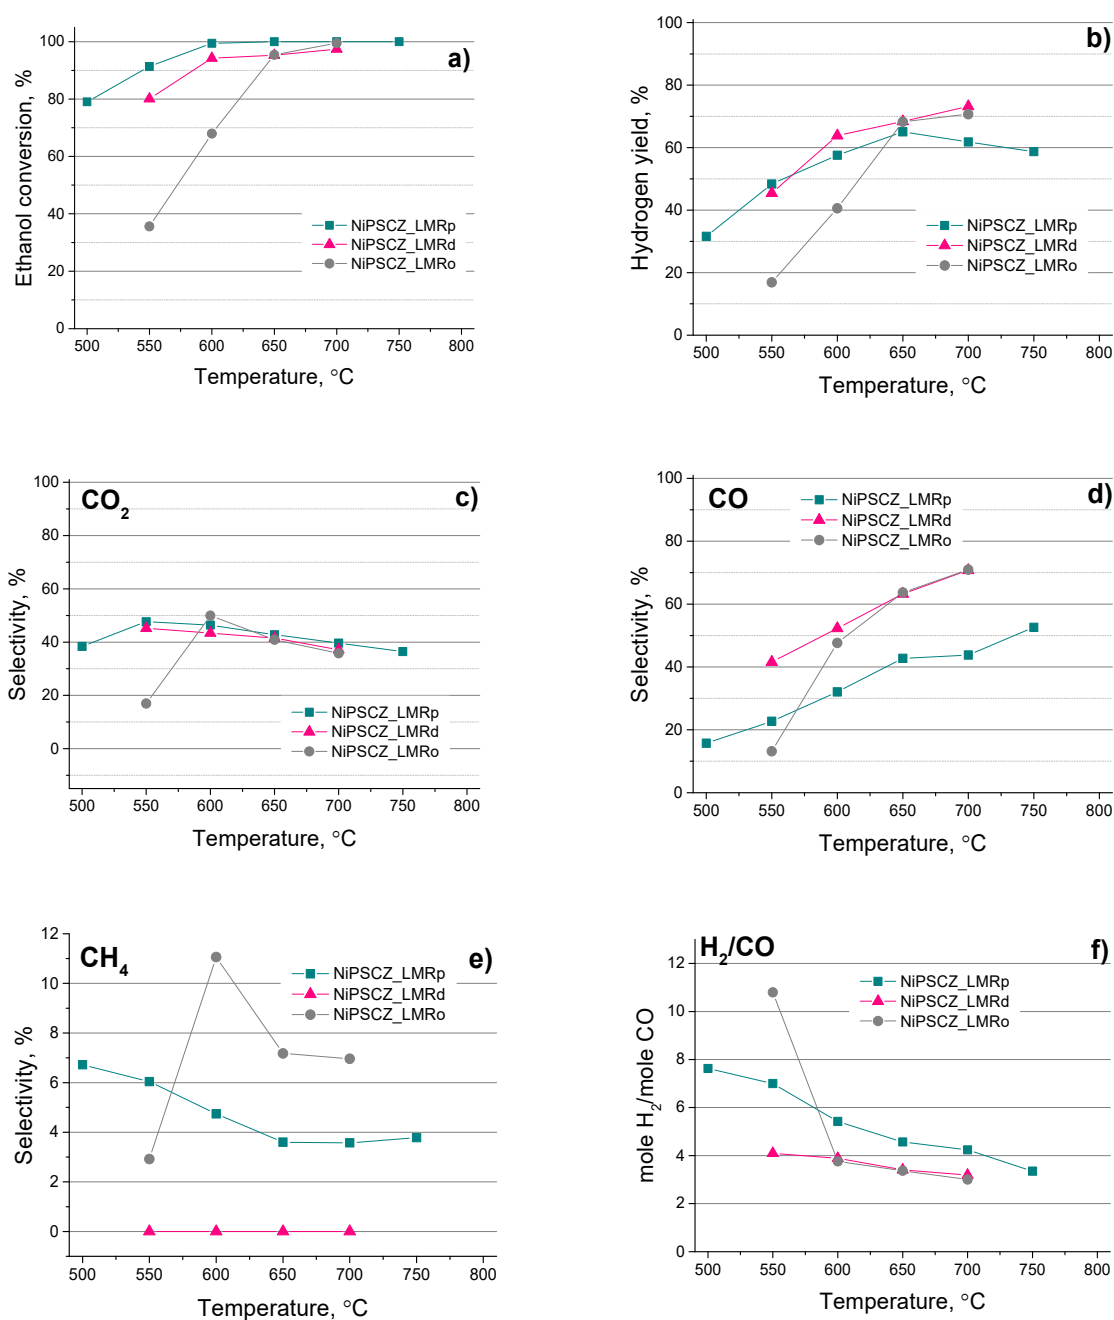 a)
Ethanol conversion, %
100
80
60
40
20
0
NiPSCZ_LMRp
NiPSCZ_LMRd
NiPSCZ_LMRo
500 550 600 650 700 750 800
Temperature, °C
b)
Hydrogen yield, %
100
80
60
40
20
0
NiPSCZ_LMRp
NiPSCZ_LMRd
NiPSCZ_LMRo
500 550 600 650 700 750 800
Temperature, °C
CO2 c)
Selectivity, %
100
80
60
40
20
0
NiPSCZ_LMRp
NiPSCZ_LMRd
NiPSCZ_LMRo
500 550 600 650 700 750 800
Temperature, °C
CO d)
Selectivity, %
100
80
60
40
20
0
NiPSCZ_LMRp
NiPSCZ_LMRd
NiPSCZ_LMRo
500 550 600 650 700 750 800
Temperature, °C
CH4 e)
Selectivity, %
12
10
8
6
4
2
0
NiPSCZ_LMRp
NiPSCZ_LMRd
NiPSCZ_LMRo
500 550 600 650 700 750 800
Temperature, °C
H2/CO f)
mole H2/mole CO
12
10
8
6
4
2
0
NiPSCZ_LMRp
NiPSCZ_LMRd
NiPSCZ_LMRo
500 550 600 650 700 750 800
Temperature, °C